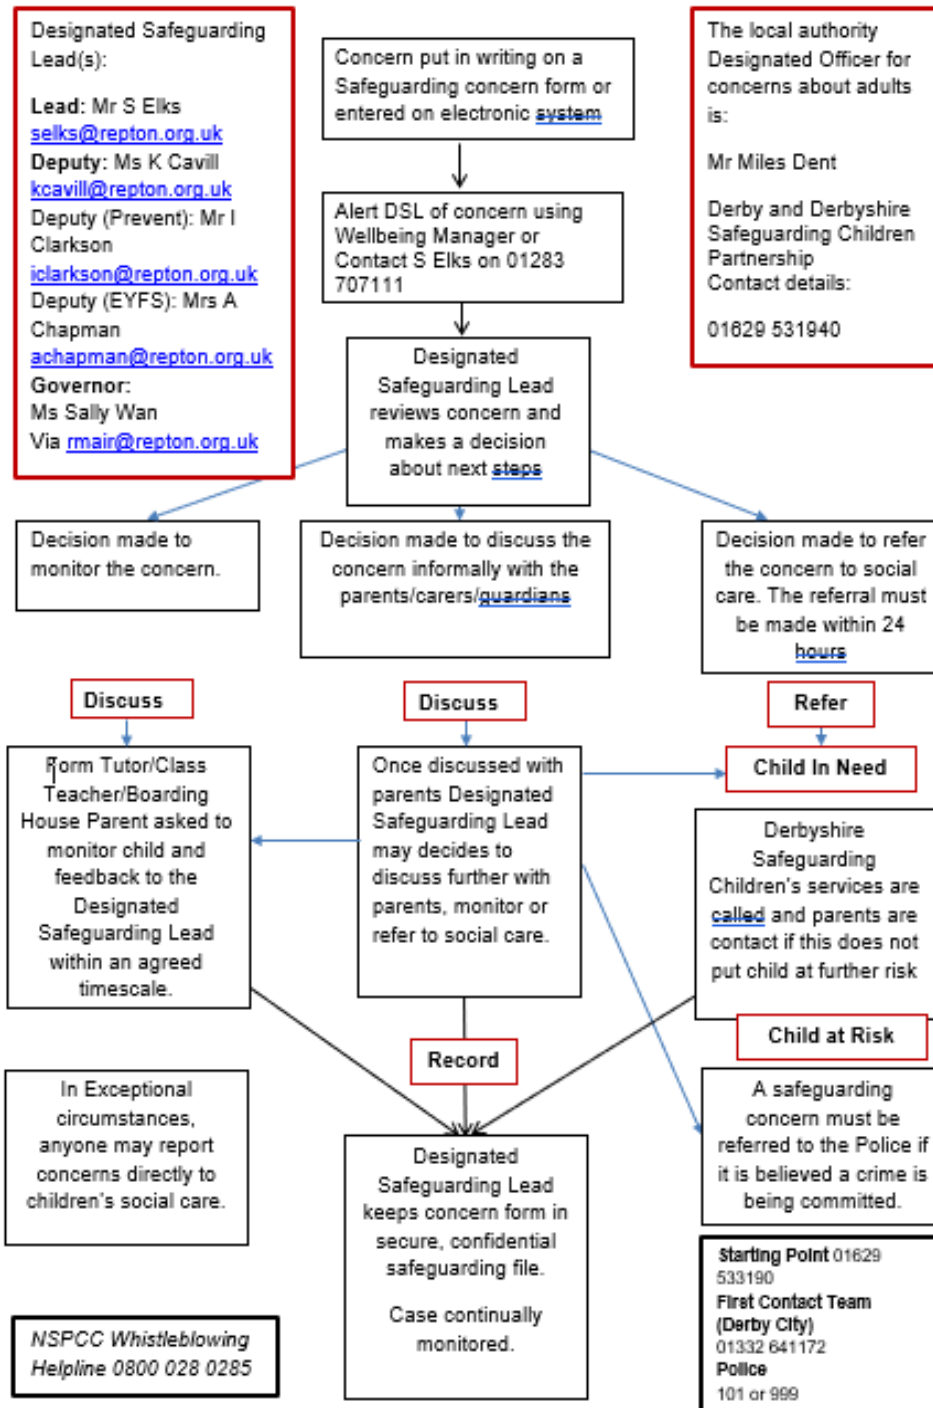 Designated Safeguarding
Lead(s):
Lead: Mr S Elks
selks@repton.org.uk
Deputy: Ms K Cavill
kcavill@repton.org.uk
Deputy (Prevent): Mr I
Clarkson
iclarkson@repton.org.uk
Deputy (EYFS): Mrs A
Chapman
achapman@repton.org.uk
Governor:
Ms Sally Wan
Via rmair@repton.org.uk
Concern put in writing on a
Safeguarding concern form or
entered on electronic system
The local authority
Designated Officer for
concerns about adults
is:
Mr Miles Dent
Derby and Derbyshire
Safeguarding Children
Partnership
Contact details:
01629 531940
Alert DSL of concern using
Wellbeing Manager or
Contact S Elks on 01283
707111
Designated
Safeguarding Lead
reviews concern and
makes a decision
about next steps
Decision made to
monitor the concern.
Decision made to discuss the
concern informally with the
parents/carers/guardians
Decision made to refer
the concern to social
care. The referral must
be made within 24
hours
Discuss
Discuss
Refer
Form Tutor/Class
Teacher/Boarding
House Parent asked to
monitor child and
feedback to the
Designated
Safeguarding Lead
within an agreed
timescale.
Once discussed with
parents Designated
Safeguarding Lead
may decides to
discuss further with
parents, monitor or
refer to social care.
Child In Need
Derbyshire
Safeguarding
Children's services are
called and parents are
contact if this does not
put child at further risk
Record
Child at Risk
In Exceptional
circumstances,
anyone may report
concerns directly to
children's social care.
Designated
Safeguarding Lead
keeps concern form in
secure, confidential
safeguarding file.
Case continually
monitored.
A safeguarding
concern must be
referred to the Police if
it is believed a crime is
being committed.
NSPCC Whistleblowing
Helpline 0800 028 0285
Starting Point 01629
533190
First Contact Team
(Derby City)
01332 641172
Police
101 or 999